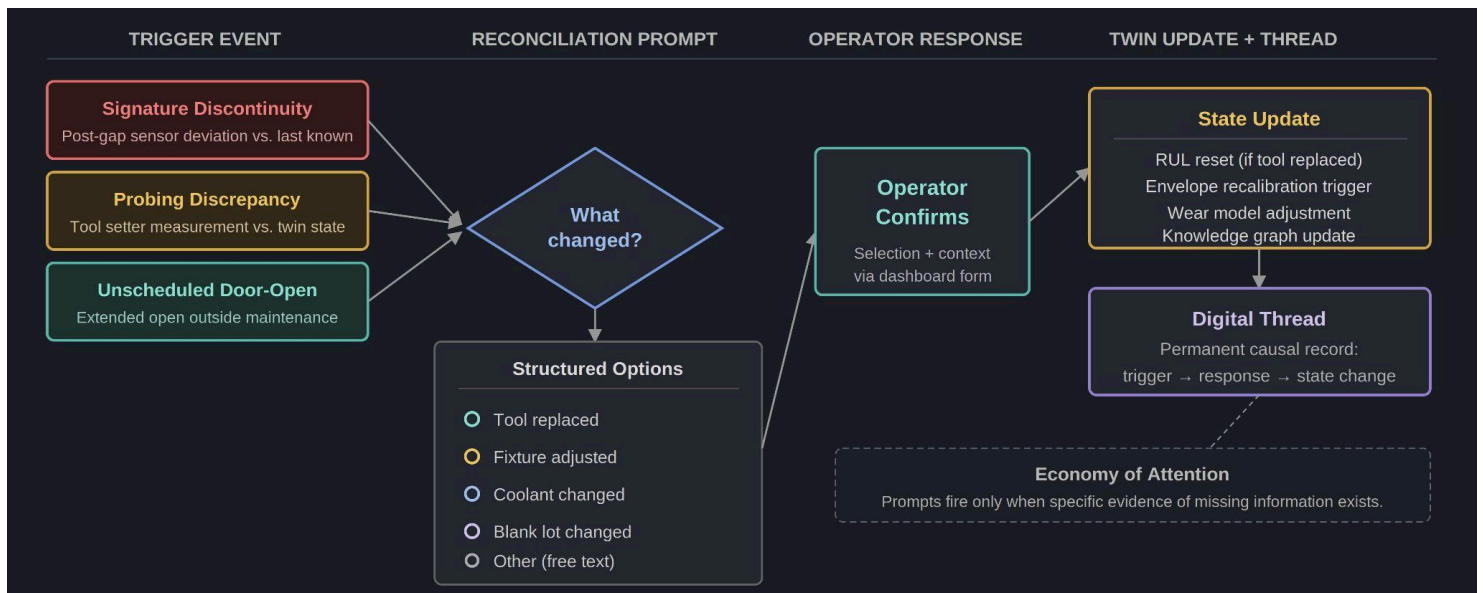 TRIGGER EVENT
RECONCILIATION PROMPT
OPERATOR RESPONSE
TWIN UPDATE + THREAD
Signature Discontinuity
Post-gap sensor deviation vs. last known
Probing Discrepancy
Tool setter measurement vs. twin state
Unscheduled Door-Open
Extended open outside maintenance
What
changed?
Structured Options
Tool replaced
Fixture adjusted
Coolant changed
Blank lot changed
Other (free text)
Operator
Confirms
Selection + context
via dashboard form
State Update
RUL reset (if tool replaced)
Envelope recalibration trigger
Wear model adjustment
Knowledge graph update
Digital Thread
Permanent causal record:
trigger → response → state change
Economy of Attention
Prompts fire only when specific evidence of missing information exists.